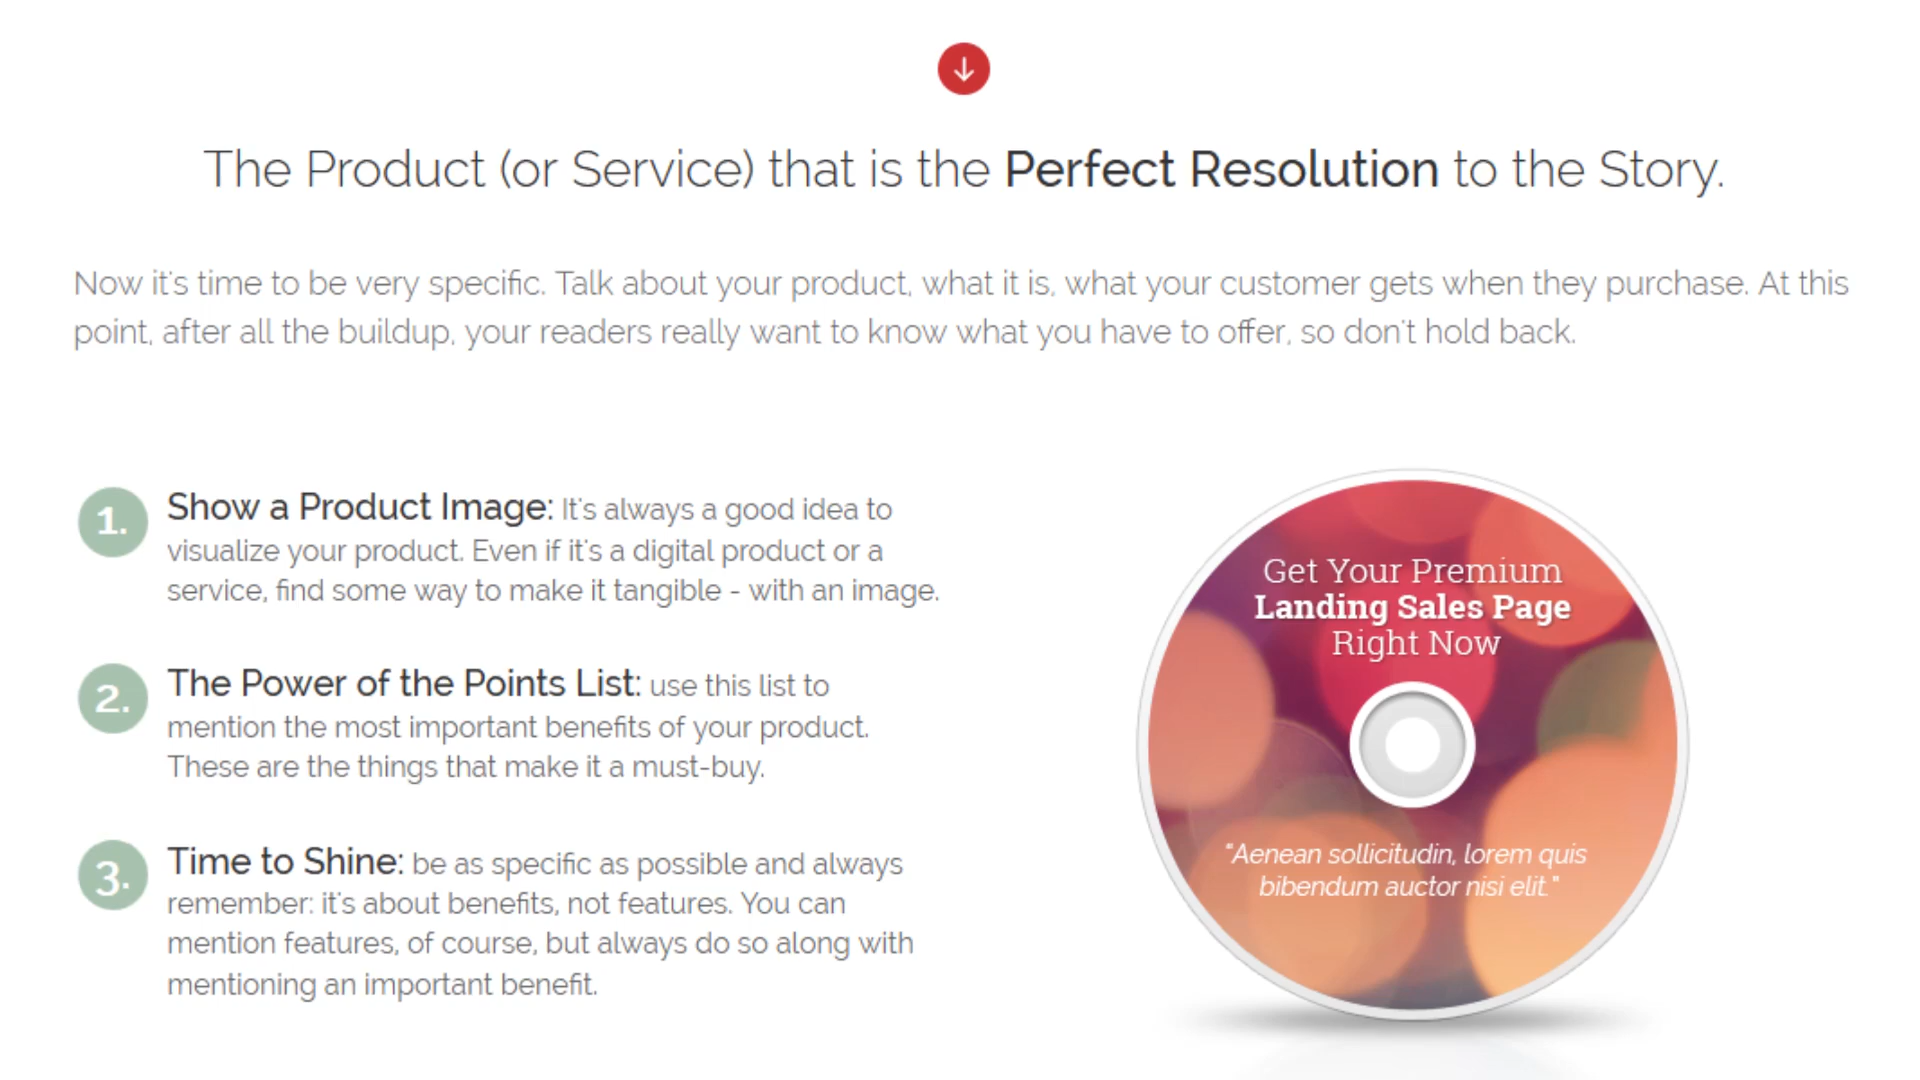 The Product (or Service) that is the Perfect Resolution to the Story.
Now it's time to be very specific. Talk about your product, what it is, what your customer gets when they purchase. At this
point, after all the buildup, your readers really want to know what you have to offer, so don't hold back.
1.
Show a Product Image: It's always a good idea to
visualize your product. Even if it's a digital product or a
service, find some way to make it tangible - with an image.
2.
The Power of the Points List: use this list to
mention the most important benefits of your product.
These are the things that make it a must-buy.
3.
Time to Shine: be as specific as possible and always
remember: it's about benefits, not features. You can
mention features, of course, but always do so along with
mentioning an important benefit.
Get Your Premium
Landing Sales Page
Right Now
"Aenean sollicitudin, lorem quis
bibendum auctor nisi elit."